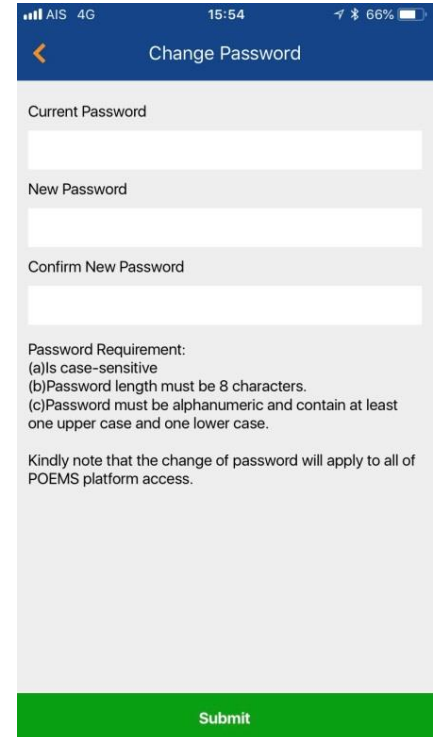 AIS 4G 15:54 66%
Change Password
Current Password
New Password
Confirm New Password
Password Requirement:
(a)Is case-sensitive
(b)Password length must be 8 characters.
(c)Password must be alphanumeric and contain at least
one upper case and one lower case.
Kindly note that the change of password will apply to all of
POEMS platform access.
Submit